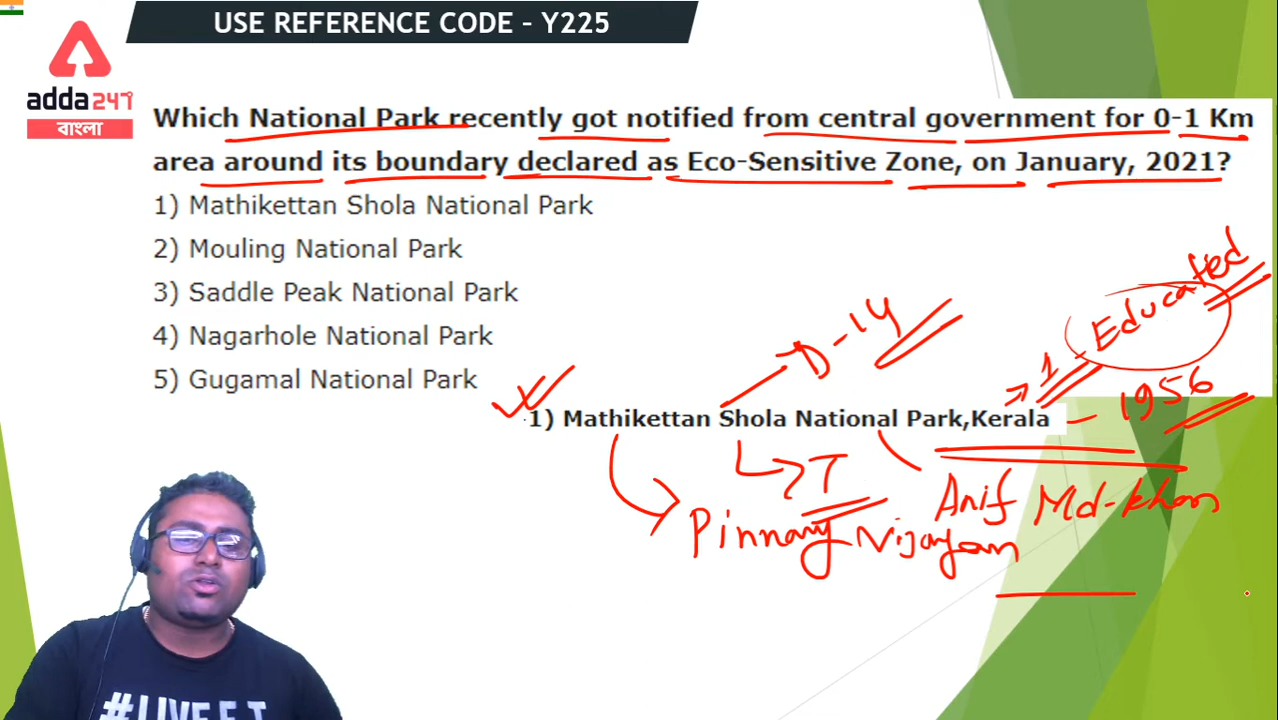 USE REFERENCE CODE - Y225
adda247
বাংলা
Which National Park recently got notified from central government for 0-1 Km
area around its boundary declared as Eco-Sensitive Zone, on January, 2021?
1) Mathikettan Shola National Park
2) Mouling National Park
3) Saddle Peak National Park
4) Nagarhole National Park
5) Gugamal National Park
1 - Educated
D-14
1956
1) Mathikettan Shola National Park,Kerala
T
Arif Md-khan
Pinnary Vijayan
#LIVE